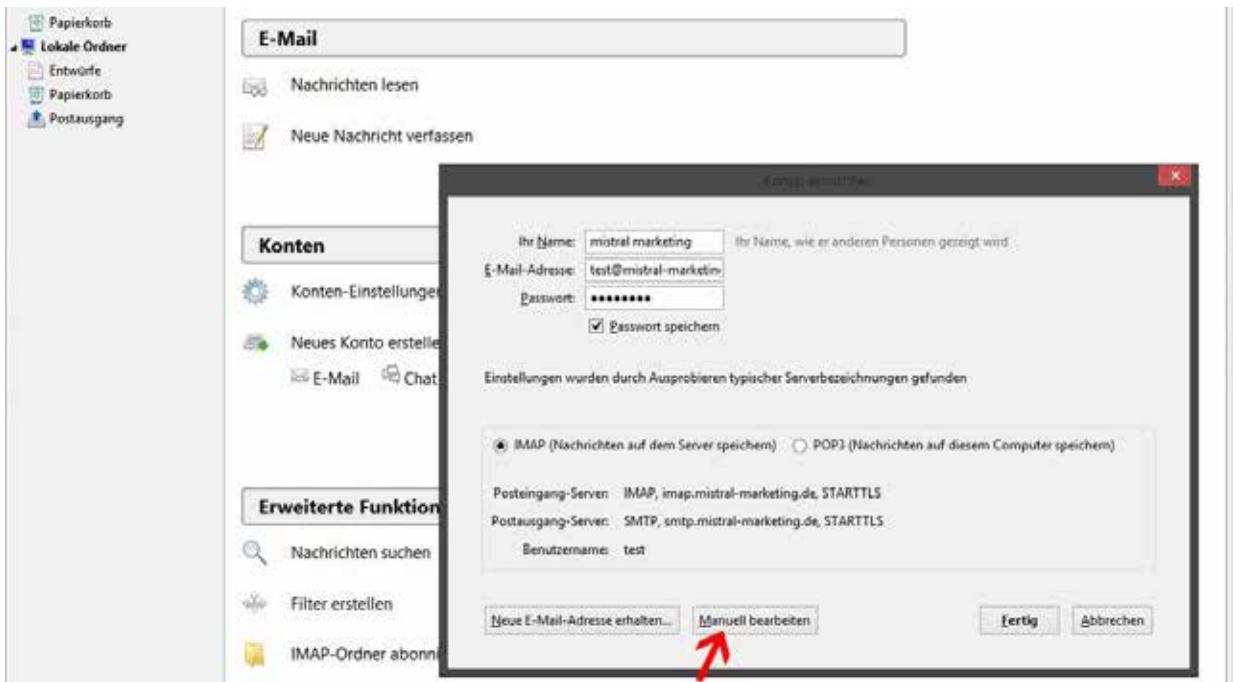 Papierkorb
Lokale Ordner
Entwürfe
Papierkorb
Postausgang
E-Mail
Nachrichten lesen
Neue Nachricht verfassen
Konten
Konten-Einstellunge
Neues Konto erstelle
E-Mail Chat
Erweiterte Funktion
Nachrichten suchen
Filter erstellen
IMAP-Ordner abonni
Konto einrichten
Ihr Name: mistral marketing Ihr Name, wie er anderen Personen gezeigt wird
E-Mail-Adresse: test@mistral-marketin
Passwort: ••••••••
Passwort speichern
Einstellungen wurden durch Ausprobieren typischer Serverbezeichnungen gefunden
IMAP (Nachrichten auf dem Server speichern) POP3 (Nachrichten auf diesem Computer speichern)
Posteingang-Server: IMAP, imap.mistral-marketing.de, STARTTLS
Postausgang-Server: SMTP, smtp.mistral-marketing.de, STARTTLS
Benutzername: test
Neue E-Mail-Adresse erhalten... Manuell bearbeiten Fertig Abbrechen